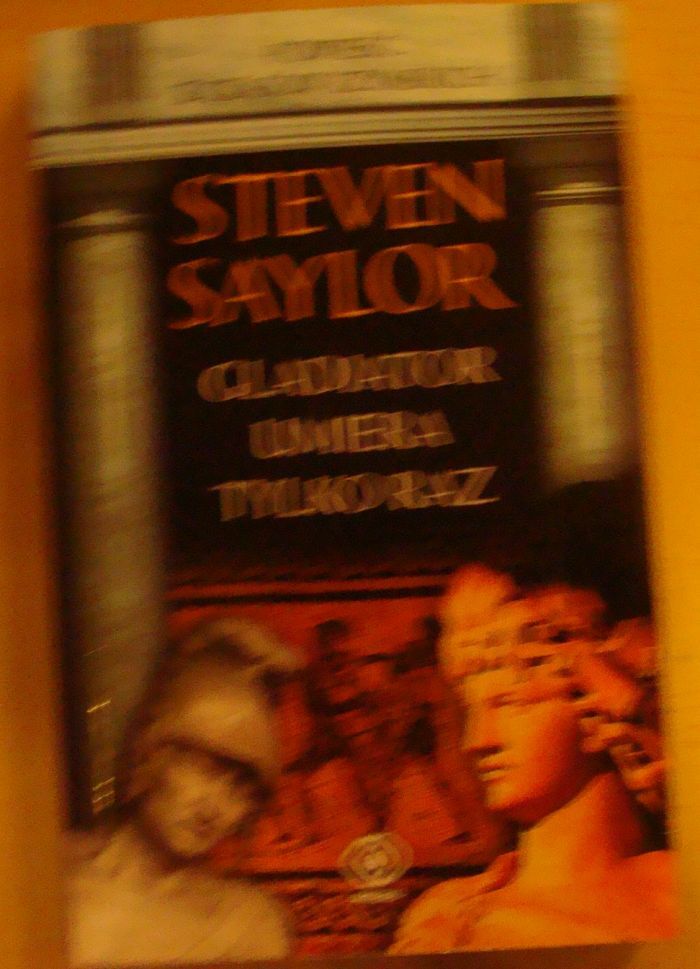 STEVEN
SAYLOR
GLADIATOR
UMIERA
TYLKO RAZ